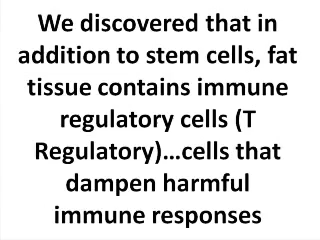 We discovered that in
addition to stem cells, fat
tissue contains immune
regulatory cells (T
Regulatory)…cells that
dampen harmful
immune responses